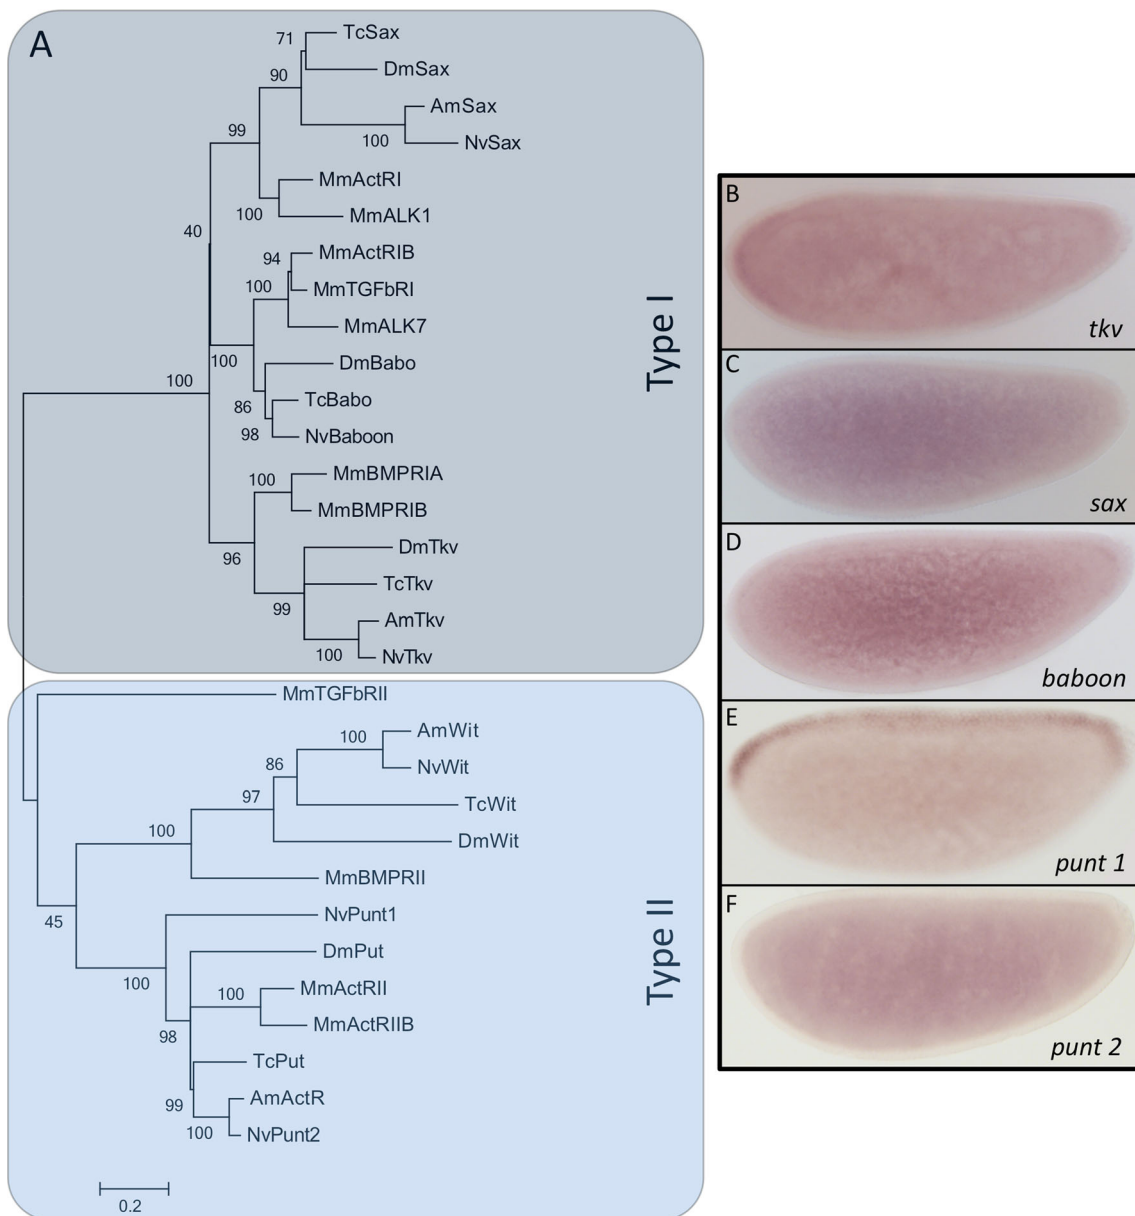 A
71
TcSax
DmSax
90
AmSax
99
100
NvSax
MmActRI
100
MmALK1
40
MmActRIB
94
100
MmTGFbRI
MmALK7
100
DmBabo
100
TcBabo
86
98
NvBaboon
MmBMPRIA
100
MmBMPRIB
DmTkv
96
TcTkv
99
AmTkv
100
NvTkv
Type I
MmTGFbRII
AmWit
100
NvWit
86
97
TcWit
100
DmWit
MmBMPRII
45
NvPunt1
DmPut
100
MmActRII
100
MmActRIIB
98
TcPut
AmActR
99
100
NvPunt2
Type II
0.2
B
tkv
C
sax
D
baboon
E
punt 1
F
punt 2